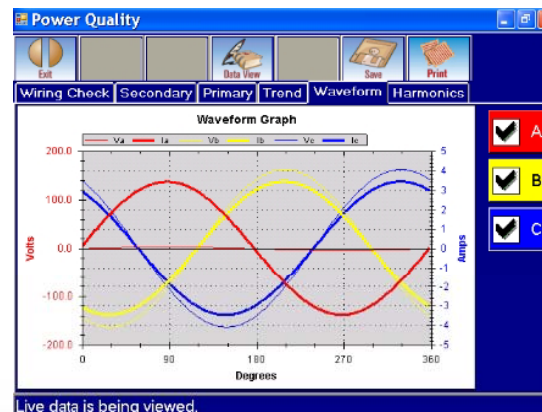 Power Quality
Exit
Data View
Save
Print
Wiring Check Secondary Primary Trend Waveform Harmonics
Waveform Graph
Va Ia Vb Ib Vc Ic
200.0
100.0
0.0
-100.0
-200.0
Volts
5
4
3
2
1
0
-1
-2
-3
-4
-5
Amps
0 90 180 270 360
Degrees
A
B
C
Live data is being viewed.